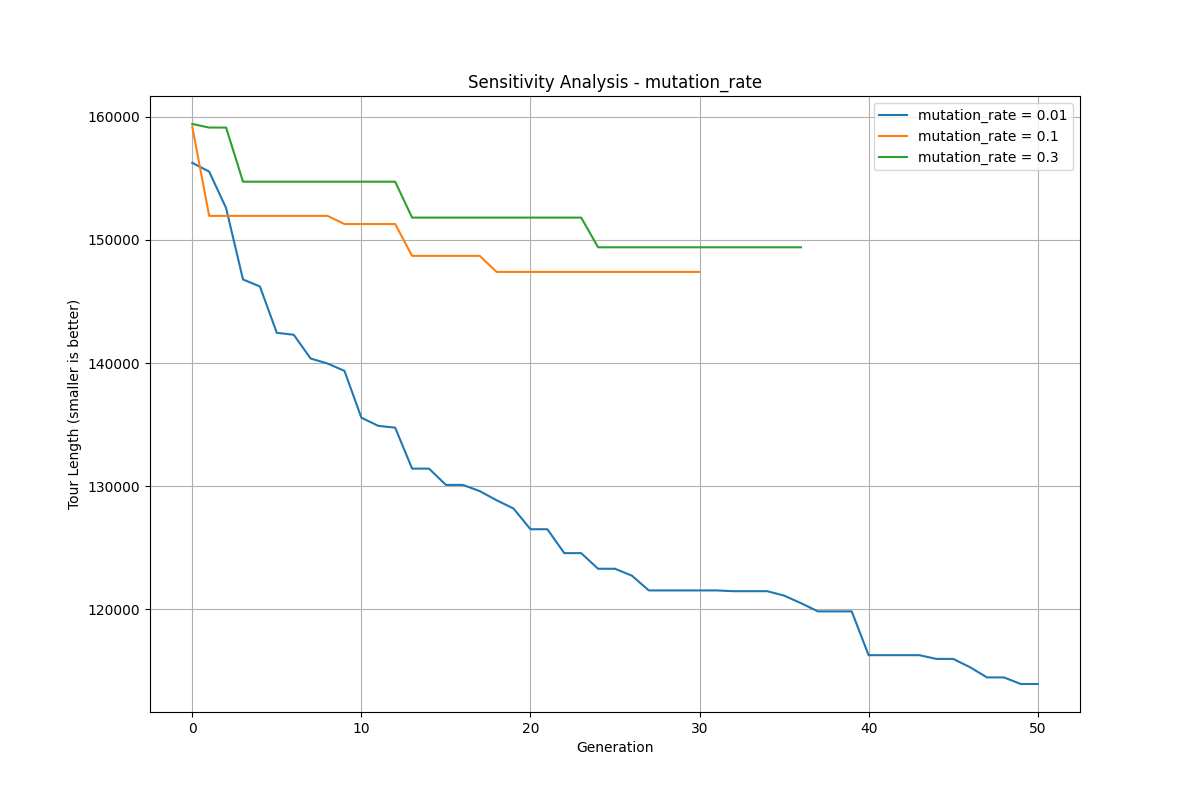 Sensitivity Analysis - mutation_rate
mutation_rate = 0.01
mutation_rate = 0.1
mutation_rate = 0.3
Tour Length (smaller is better)
160000
150000
140000
130000
120000
0 10 20 30 40 50
Generation